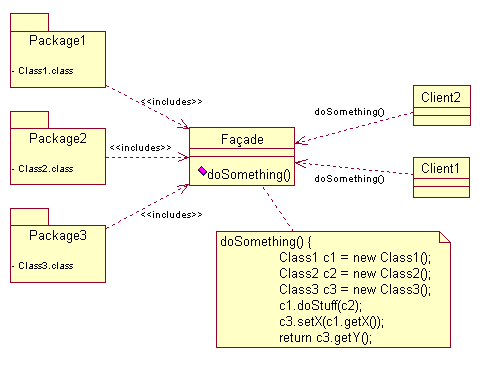 Package1
- Class1.class
<<includes>>
Package2
- Class2.class
<<includes>>
Package3
- Class3.class
<<includes>>
Façade
doSomething()
Client2
doSomething()
Client1
doSomething()
doSomething() {
Class1 c1 = new Class1();
Class2 c2 = new Class2();
Class3 c3 = new Class3();
c1.doStuff(c2);
c3.setX(c1.getX());
return c3.getY();